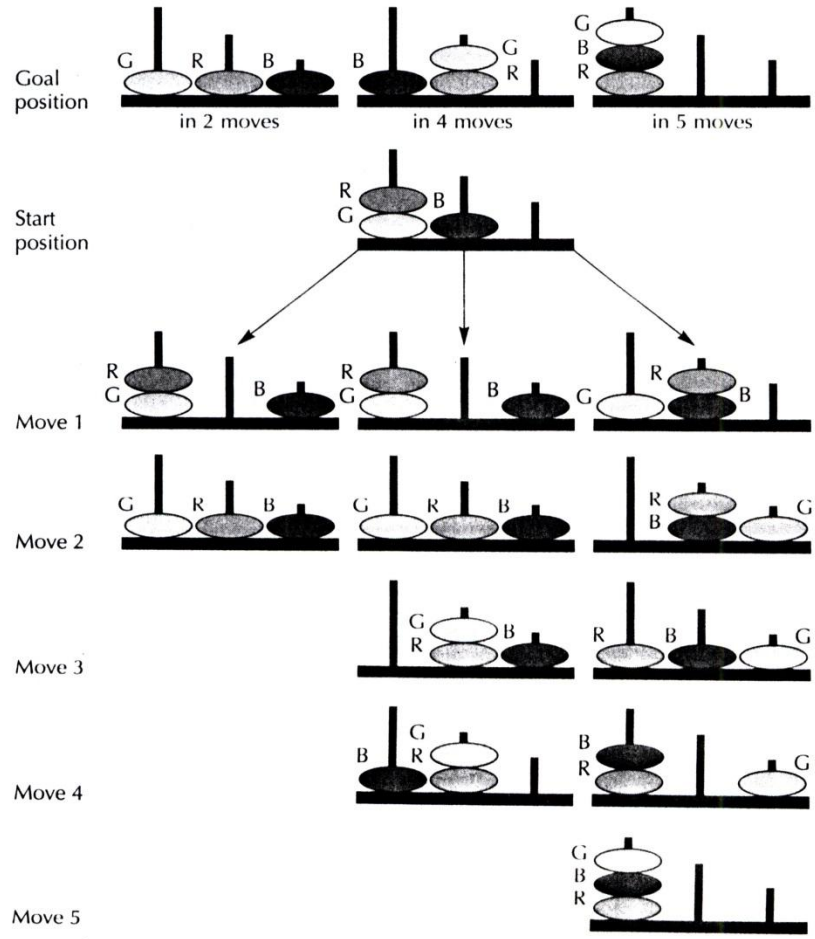 G R B B G R G B R
Goal position
in 2 moves in 4 moves in 5 moves
R B G
Start position
R G B R G B R G B
Move 1
G R B G R B R B G
Move 2
G R B R B G
Move 3
B G R B R G
Move 4
G B R
Move 5